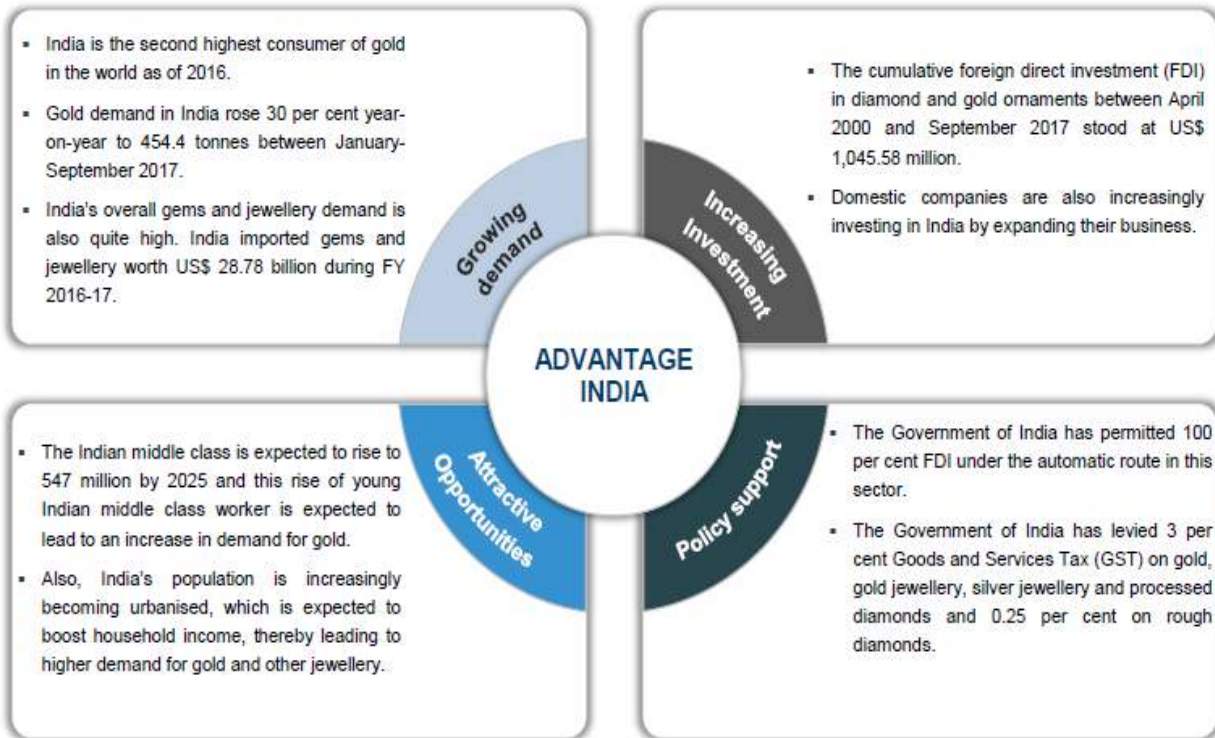 ▪ India is the second highest consumer of gold
in the world as of 2016.
▪ Gold demand in India rose 30 per cent year-
on-year to 454.4 tonnes between January-
September 2017.
▪ India's overall gems and jewellery demand is
also quite high. India imported gems and
jewellery worth US$ 28.78 billion during FY
2016-17.
Growing
demand
▪ The cumulative foreign direct investment (FDI)
in diamond and gold ornaments between April
2000 and September 2017 stood at US$
1,045.58 million.
▪ Domestic companies are also increasingly
investing in India by expanding their business.
Increasing
Investment
ADVANTAGE
INDIA
▪ The Indian middle class is expected to rise to
547 million by 2025 and this rise of young
Indian middle class worker is expected to
lead to an increase in demand for gold.
▪ Also, India's population is increasingly
becoming urbanised, which is expected to
boost household income, thereby leading to
higher demand for gold and other jewellery.
Attractive
Opportunities
▪ The Government of India has permitted 100
per cent FDI under the automatic route in this
sector.
▪ The Government of India has levied 3 per
cent Goods and Services Tax (GST) on gold,
gold jewellery, silver jewellery and processed
diamonds and 0.25 per cent on rough
diamonds.
Policy support